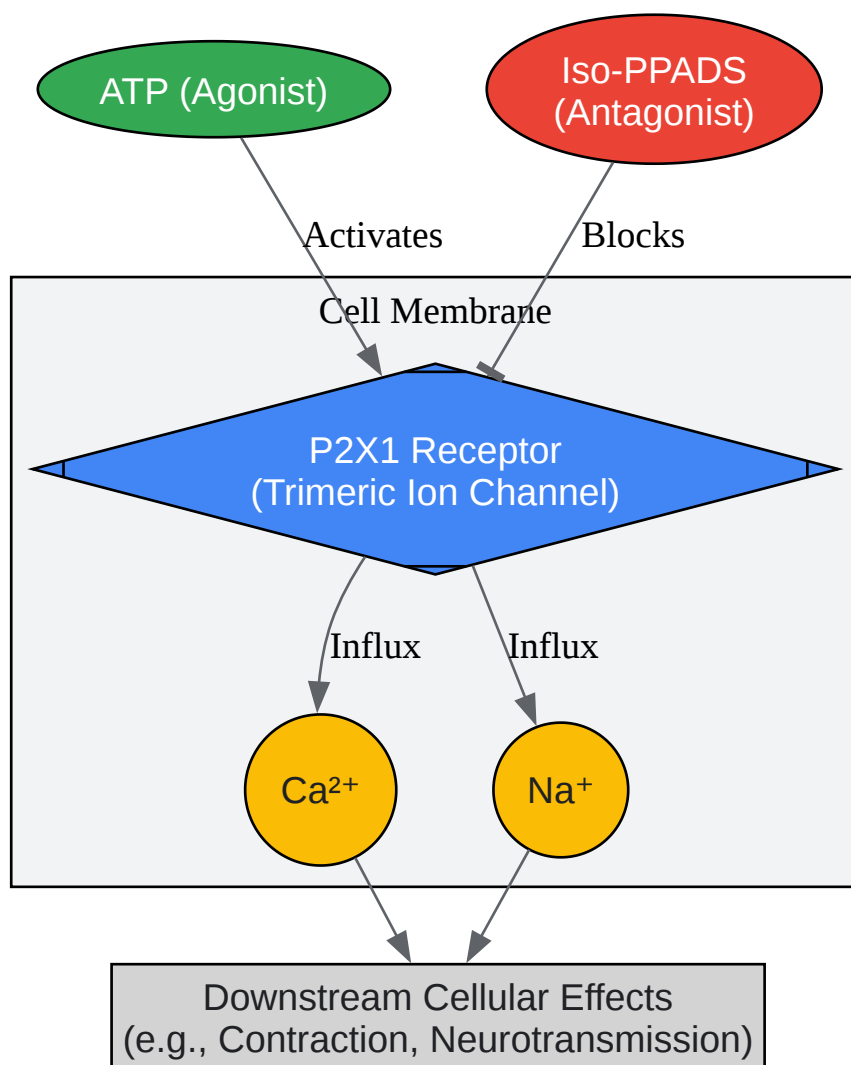 ATP (Agonist)
Iso-PPADS
(Antagonist)
Activates
Blocks
Cell Membrane
P2X1 Receptor
(Trimeric Ion Channel)
Influx
Influx
Ca²⁺
Na⁺
Downstream Cellular Effects
(e.g., Contraction, Neurotransmission)